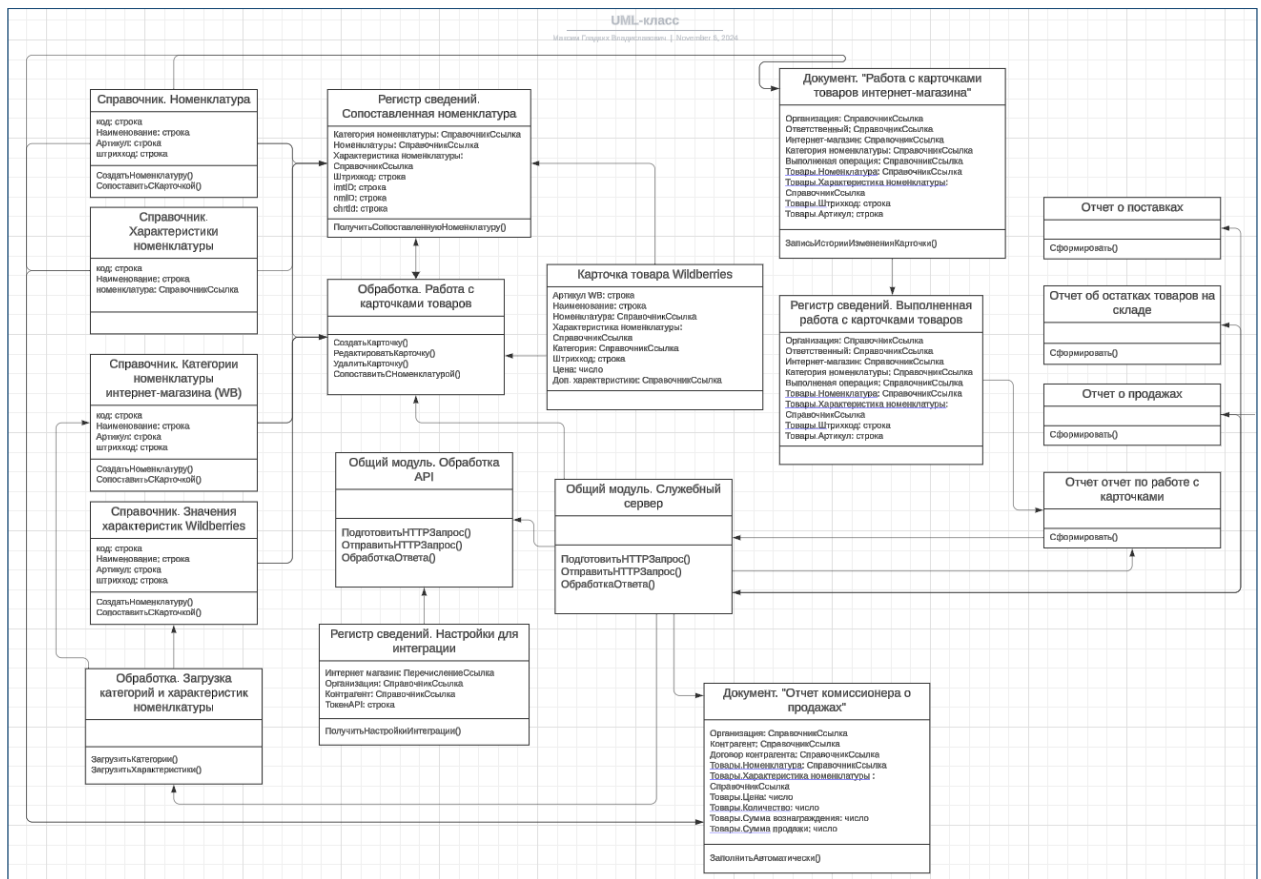 UML-класс
November 5, 2024
Справочник. Номенклатура
код: строка
Наименование: строка
Артикул: строка
штрихкод: строка
СоздатьНоменклатуру()
СопоставитьСКарточкой()
Справочник.
Характеристики
номенклатуры
код: строка
Наименование: строка
номенклатура: СправочникСсылка
Справочник. Категории
номенклатуры
интернет-магазина (WB)
код: строка
Наименование: строка
Артикул: строка
штрихкод: строка
СоздатьНоменклатуру()
СопоставитьСКарточкой()
Справочник. Значения
характеристик Wildberries
код: строка
Наименование: строка
Артикул: строка
штрихкод: строка
СоздатьНоменклатуру()
СопоставитьСКарточкой()
Обработка. Загрузка
категорий и характеристик
номенлкатуры
ЗагрузитьКатегории()
ЗагрузитьХарактеристики()
Регистр сведений.
Сопоставленная номенклатура
Категория номенклатуры: СправочникСсылка
Номенклатуры: СправочникСсылка
Характеристика номенклатуры:
СправочникСсылка
Штрихкод: строка
imtID: строка
nmID: строка
chrtId: строка
ПолучитьСопоставленнуюНоменклатуру()
Обработка. Работа с
карточками товаров
СоздатьКарточку()
РедактироватьКарточку()
УдалитьКарточку()
СопоставитьСНоменклатурой()
Общий модуль. Обработка
API
ПодготовитьHTTPЗапрос()
ОтправитьHTTPЗапрос()
ОбработкаОтвета()
Регистр сведений. Настройки для
интеграции
Интернет магазин: ПеречислениеСсылка
Организация: СправочникСсылка
Контрагент: СправочникСсылка
ТокенAPI: строка
ПолучитьНастройкиИнтеграции()
Карточка товара Wildberries
Артикул WB: строка
Наименование: строка
Номенклатура: СправочникСсылка
Характеристика номенклатуры:
СправочникСсылка
Категория: СправочникСсылка
Штрихкод: строка
Цена: число
Доп. характеристики: СправочникСсылка
Общий модуль. Служебный
сервер
ПодготовитьHTTPЗапрос()
ОтправитьHTTPЗапрос()
ОбработкаОтвета()
Документ. "Работа с карточками
товаров интернет-магазина"
Организация: СправочникСсылка
Ответственный: СправочникСсылка
Интернет-магазин: СправочникСсылка
Категория номенкатуры: СправочникСсылка
Выполненая операция: СправочникСсылка
Товары.Номенклатура: СправочникСсылка
Товары.Характеристика номенклатуры:
СправочникСсылка
Товары.Штрихкод: строка
Товары.Артикул: строка
ЗаписьИсторииИзмененияКарточки()
Регистр сведений. Выполненная
работа с карточками товаров
Организация: СправочникСсылка
Ответственный: СправочникСсылка
Интернет-магазин: СправочникСсылка
Категория номенклатуры: СправочникСсылка
Выполненая операция: СправочникСсылка
Товары.Номенклатура: СправочникСсылка
Товары.Характеристика номенклатуры:
СправочникСсылка
Товары.Штрихкод: строка
Товары.Артикул: строка
Отчет о поставках
Сформировать()
Отчет об остатках товаров на
складе
Сформировать()
Отчет о продажах
Сформировать()
Отчет отчет по работе с
карточками
Сформировать()
Документ. "Отчет комиссионера о
продажах"
Организация: СправочникСсылка
Контрагент: СправочникСсылка
Договор контрагента: СправочникСсылка
Товары.Номенклатура: СправочникСсылка
Товары.Характеристика номенклатуры :
СправочникСсылка
Товары.Цена: число
Товары.Количество: число
Товары.Сумма вознаграждения: число
Товары.Сумма продажи: число
ЗаполнитьАвтоматически()